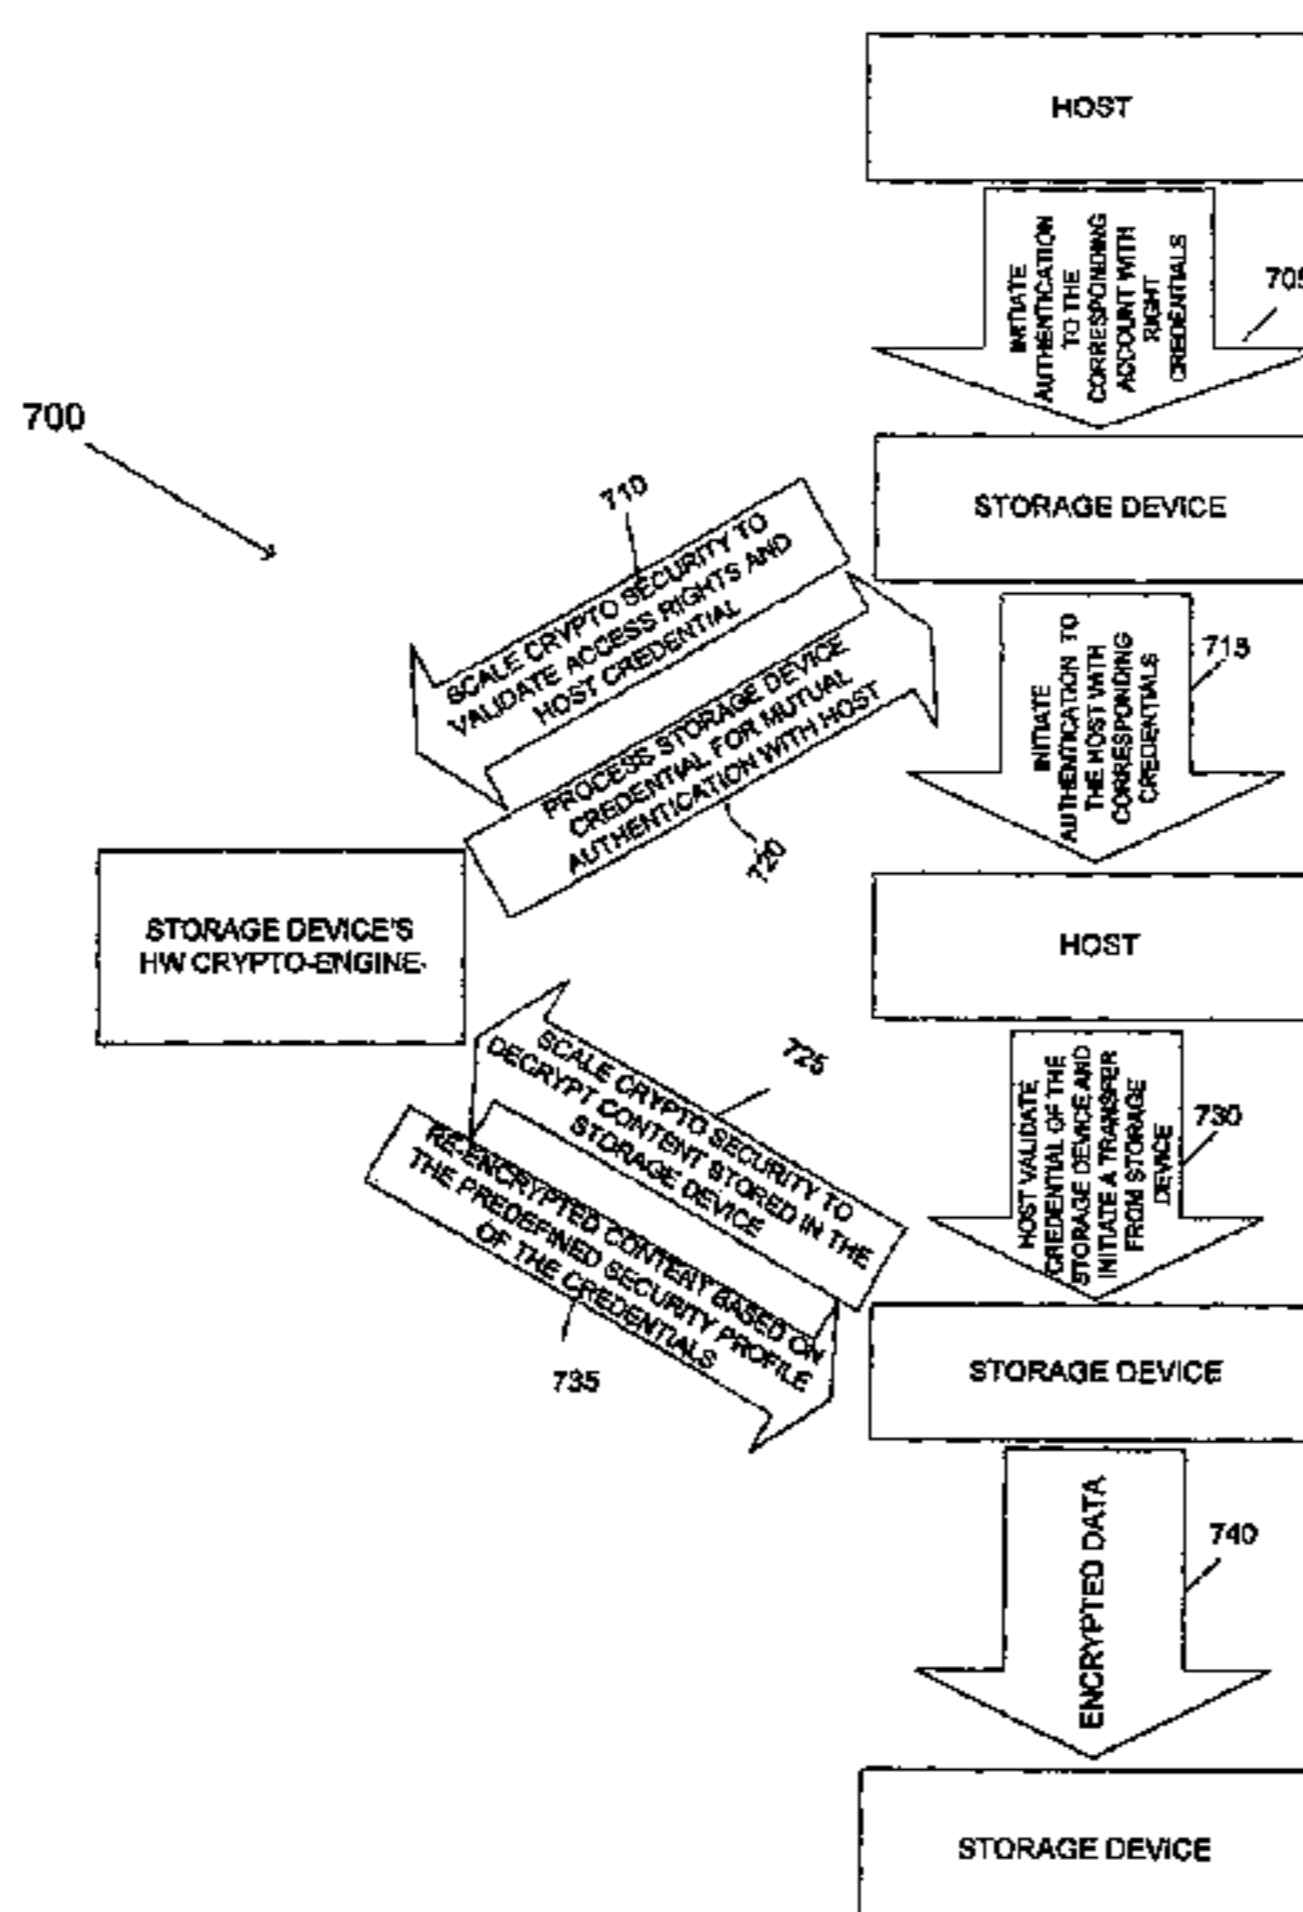 HOST
INITIATE
AUTHENTICATION
TO THE
CORRESPONDING
ACCOUNT WITH
RIGHT
CREDENTIALS
705
700
STORAGE DEVICE
710
SCALE CRYPTO SECURITY TO
VALIDATE ACCESS RIGHTS AND
HOST CREDENTIAL
PROCESS STORAGE DEVICE
CREDENTIAL FOR MUTUAL
AUTHENTICATION WITH HOST
720
INITIATE
AUTHENTICATION TO
THE HOST WITH
CORRESPONDING
CREDENTIALS
715
STORAGE DEVICE'S
HW CRYPTO-ENGINE
HOST
SCALE CRYPTO SECURITY TO
DECRYPT CONTENT STORED IN THE
STORAGE DEVICE
725
RE-ENCRYPTED CONTENT BASED ON
THE PREDEFINED SECURITY PROFILE
OF THE CREDENTIALS
735
HOST VALIDATE
CREDENTIAL OF THE
STORAGE DEVICE AND
INITIATE A TRANSFER
FROM STORAGE
DEVICE
730
STORAGE DEVICE
ENCRYPTED DATA
740
STORAGE DEVICE